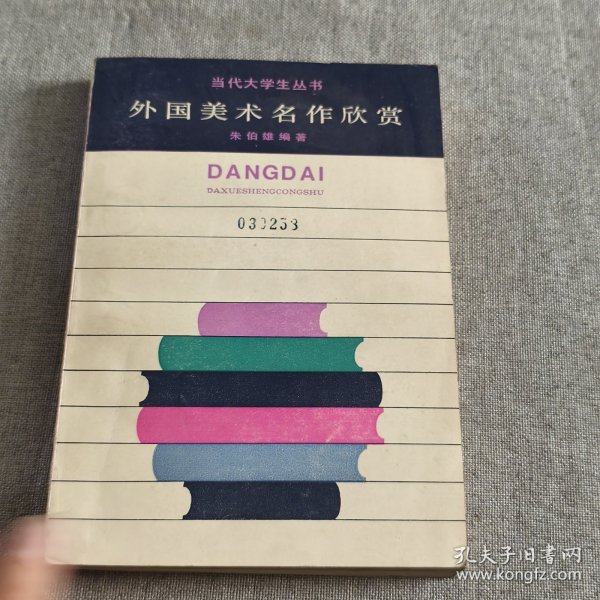 当代大学生丛书
外国美术名作欣赏
朱伯雄编著
DANGDAI
DAXUESHENGCONGSHU
030238
孔夫子旧书网
www.kongfz.com